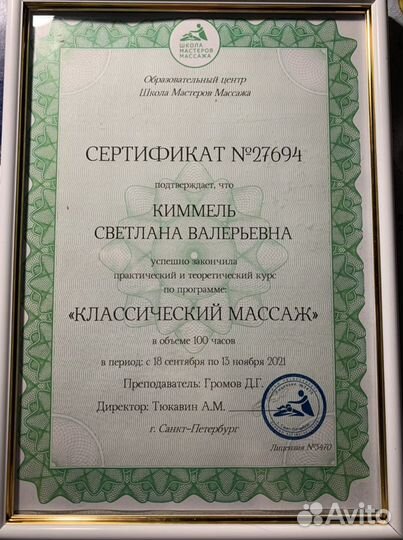 ШКОЛА
МАСТЕРОВ
МАССАЖА
Образовательный центр
Школа Мастеров Массажа
СЕРТИФИКАТ №27694
подтверждает, что
КИММЕЛЬ
СВЕТЛАНА ВАЛЕРЬЕВНА
успешно закончила
практический и теоретический курс
по программе:
«КЛАССИЧЕСКИЙ МАССАЖ»
в объеме 100 часов
в период: с 18 сентября по 13 ноября 2021
Преподаватель: Громов Д.Г.
Директор: Тюкавин А.М.
г. Санкт-Петербург
Лицензия №3470
Avito